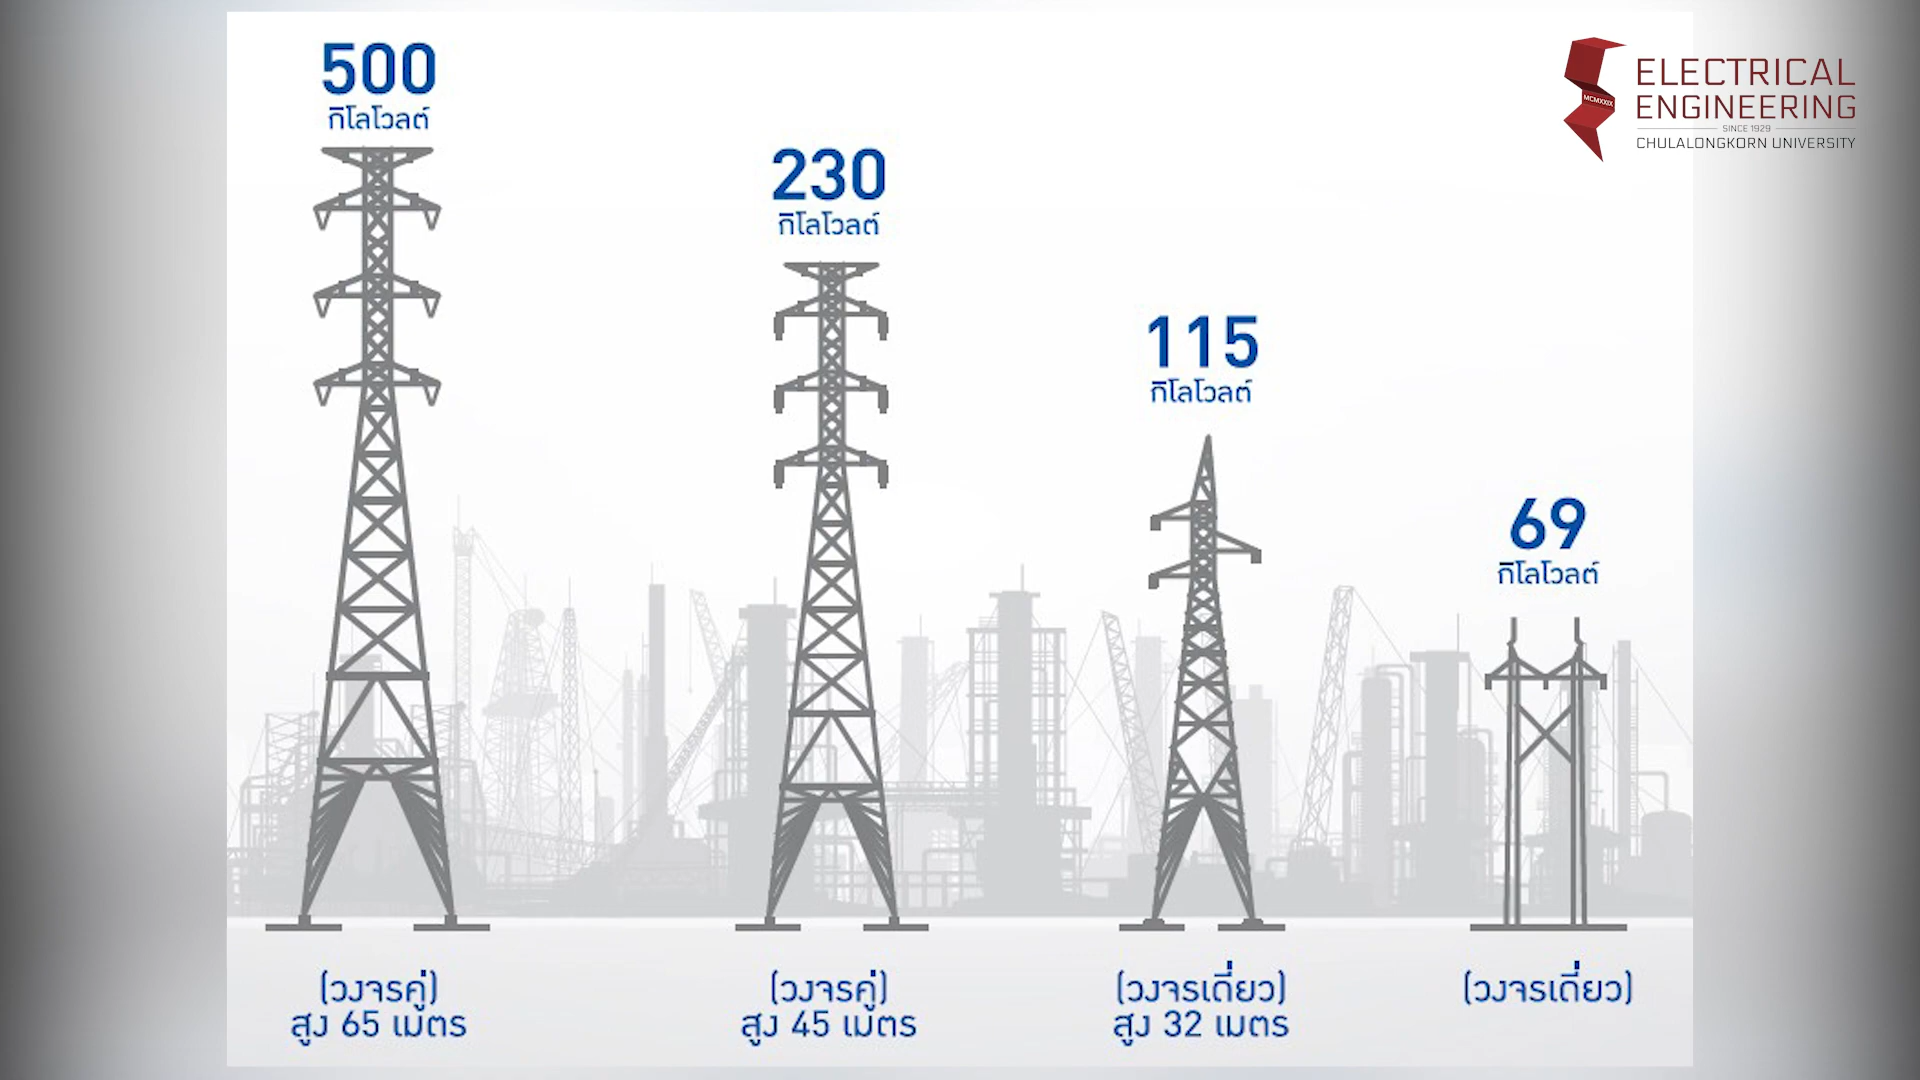 500
กิโลโวลต์
230
กิโลโวลต์
115
กิโลโวลต์
69
กิโลโวลต์
(วงจรคู่)
สูง 65 เมตร
(วงจรคู่)
สูง 45 เมตร
(วงจรเดี่ยว)
สูง 32 เมตร
(วงจรเดี่ยว)
MCMXXIX
ELECTRICAL
ENGINEERING
SINCE 1929
CHULALONGKORN UNIVERSITY